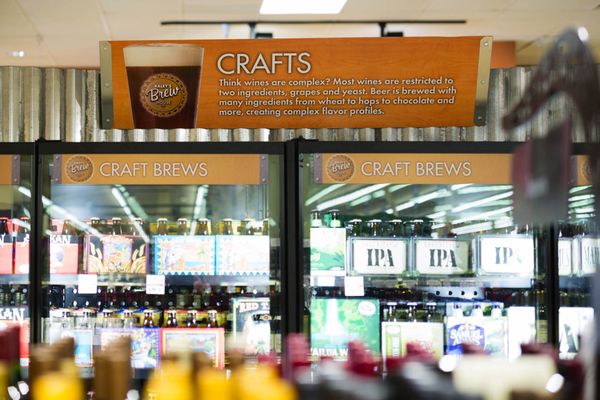 CRAFTS
Think wines are complex? Most wines are restricted to
two ingredients, grapes and yeast. Beer is brewed with
many ingredients from wheat to hops to chocolate and
more, creating complex flavor profiles.
Brew
CRAFT BREWS
Brew
CRAFT BREWS
IPA
IPA
IPA